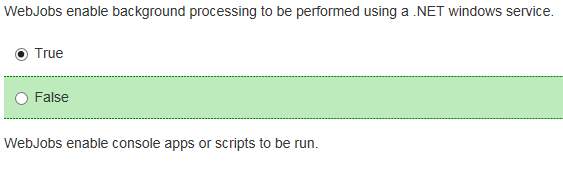 WebJobs enable background processing to be performed using a .NET windows service.
True
False
WebJobs enable console apps or scripts to be run.